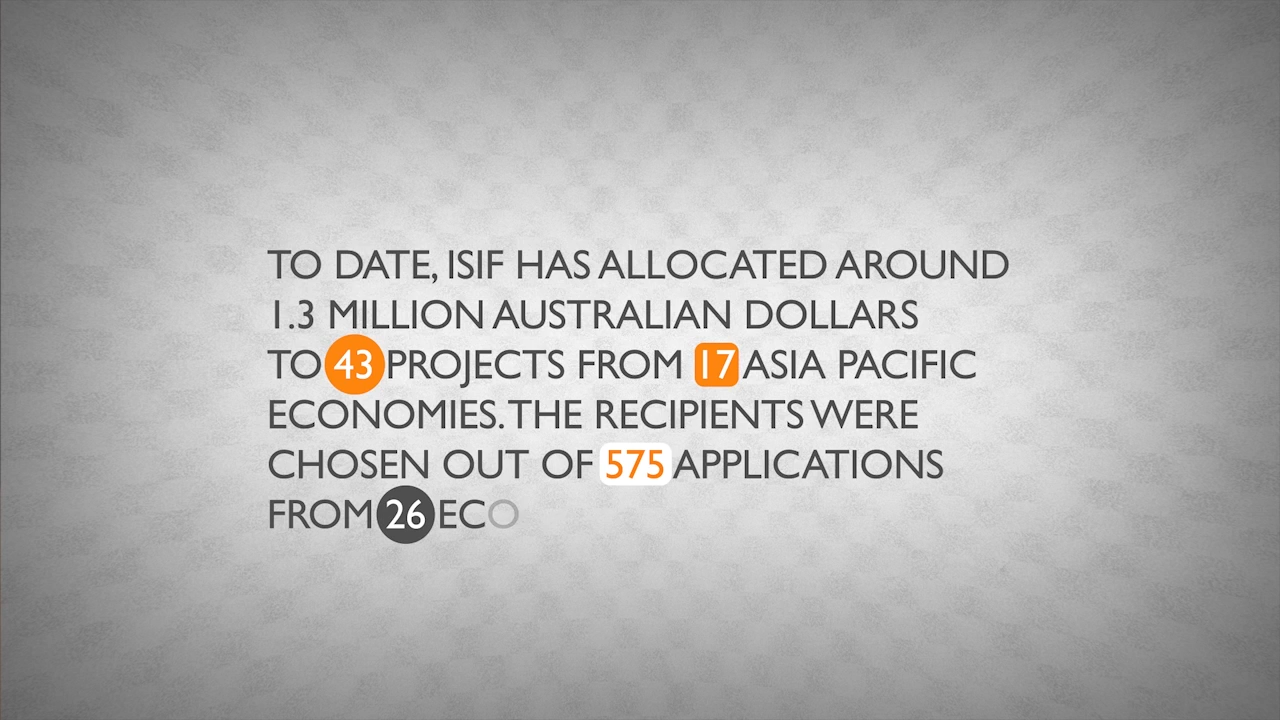 TO DATE, ISIF HAS ALLOCATED AROUND
1.3 MILLION AUSTRALIAN DOLLARS
TO 43 PROJECTS FROM 17 ASIA PACIFIC
ECONOMIES. THE RECIPIENTS WERE
CHOSEN OUT OF 575 APPLICATIONS
FROM 26 ECO